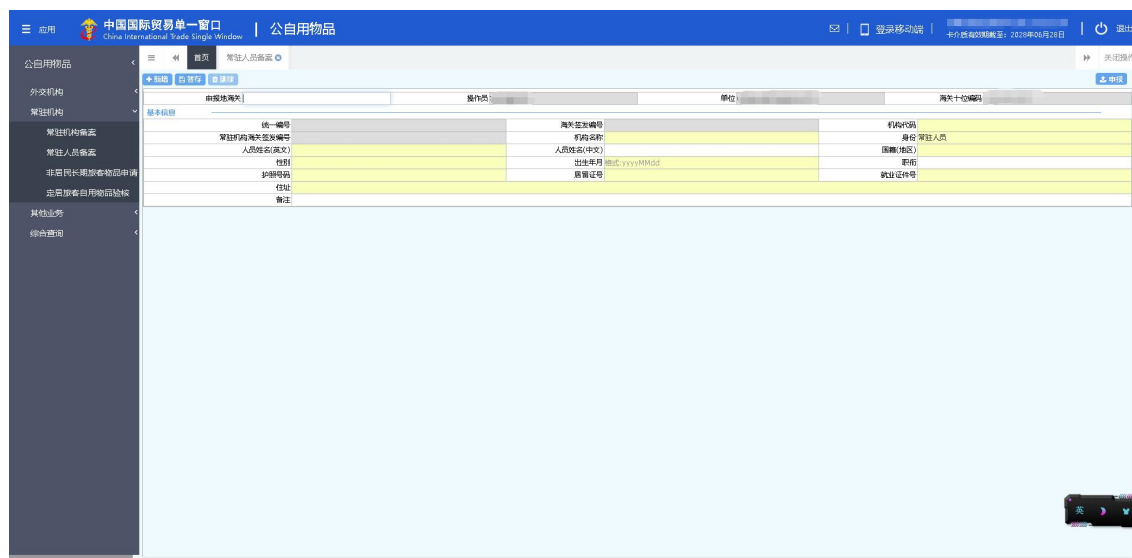 应用
中国国际贸易单一窗口
China International Trade Single Window
公自用物品
登录移动端
卡介质有效期截至: 2028年06月28日
退出
公自用物品
首页
常驻人员备案
关闭操作
新增
暂存
删除
申报
外交机构
常驻机构
常驻机构备案
常驻人员备案
非居民长期旅客物品申请
定居旅客自用物品验核
其他业务
综合查询
申报地海关
操作员:
单位:
海关十位编码
基本信息
统一编号
海关签发编号
机构代码
常驻机构海关签发编号
机构名称
身份 常驻人员
人员姓名(英文)
人员姓名(中文)
国籍(地区)
性别
出生年月 格式:yyyyMMdd
职衔
护照号码
居留证号
就业证件号
住址
备注
英